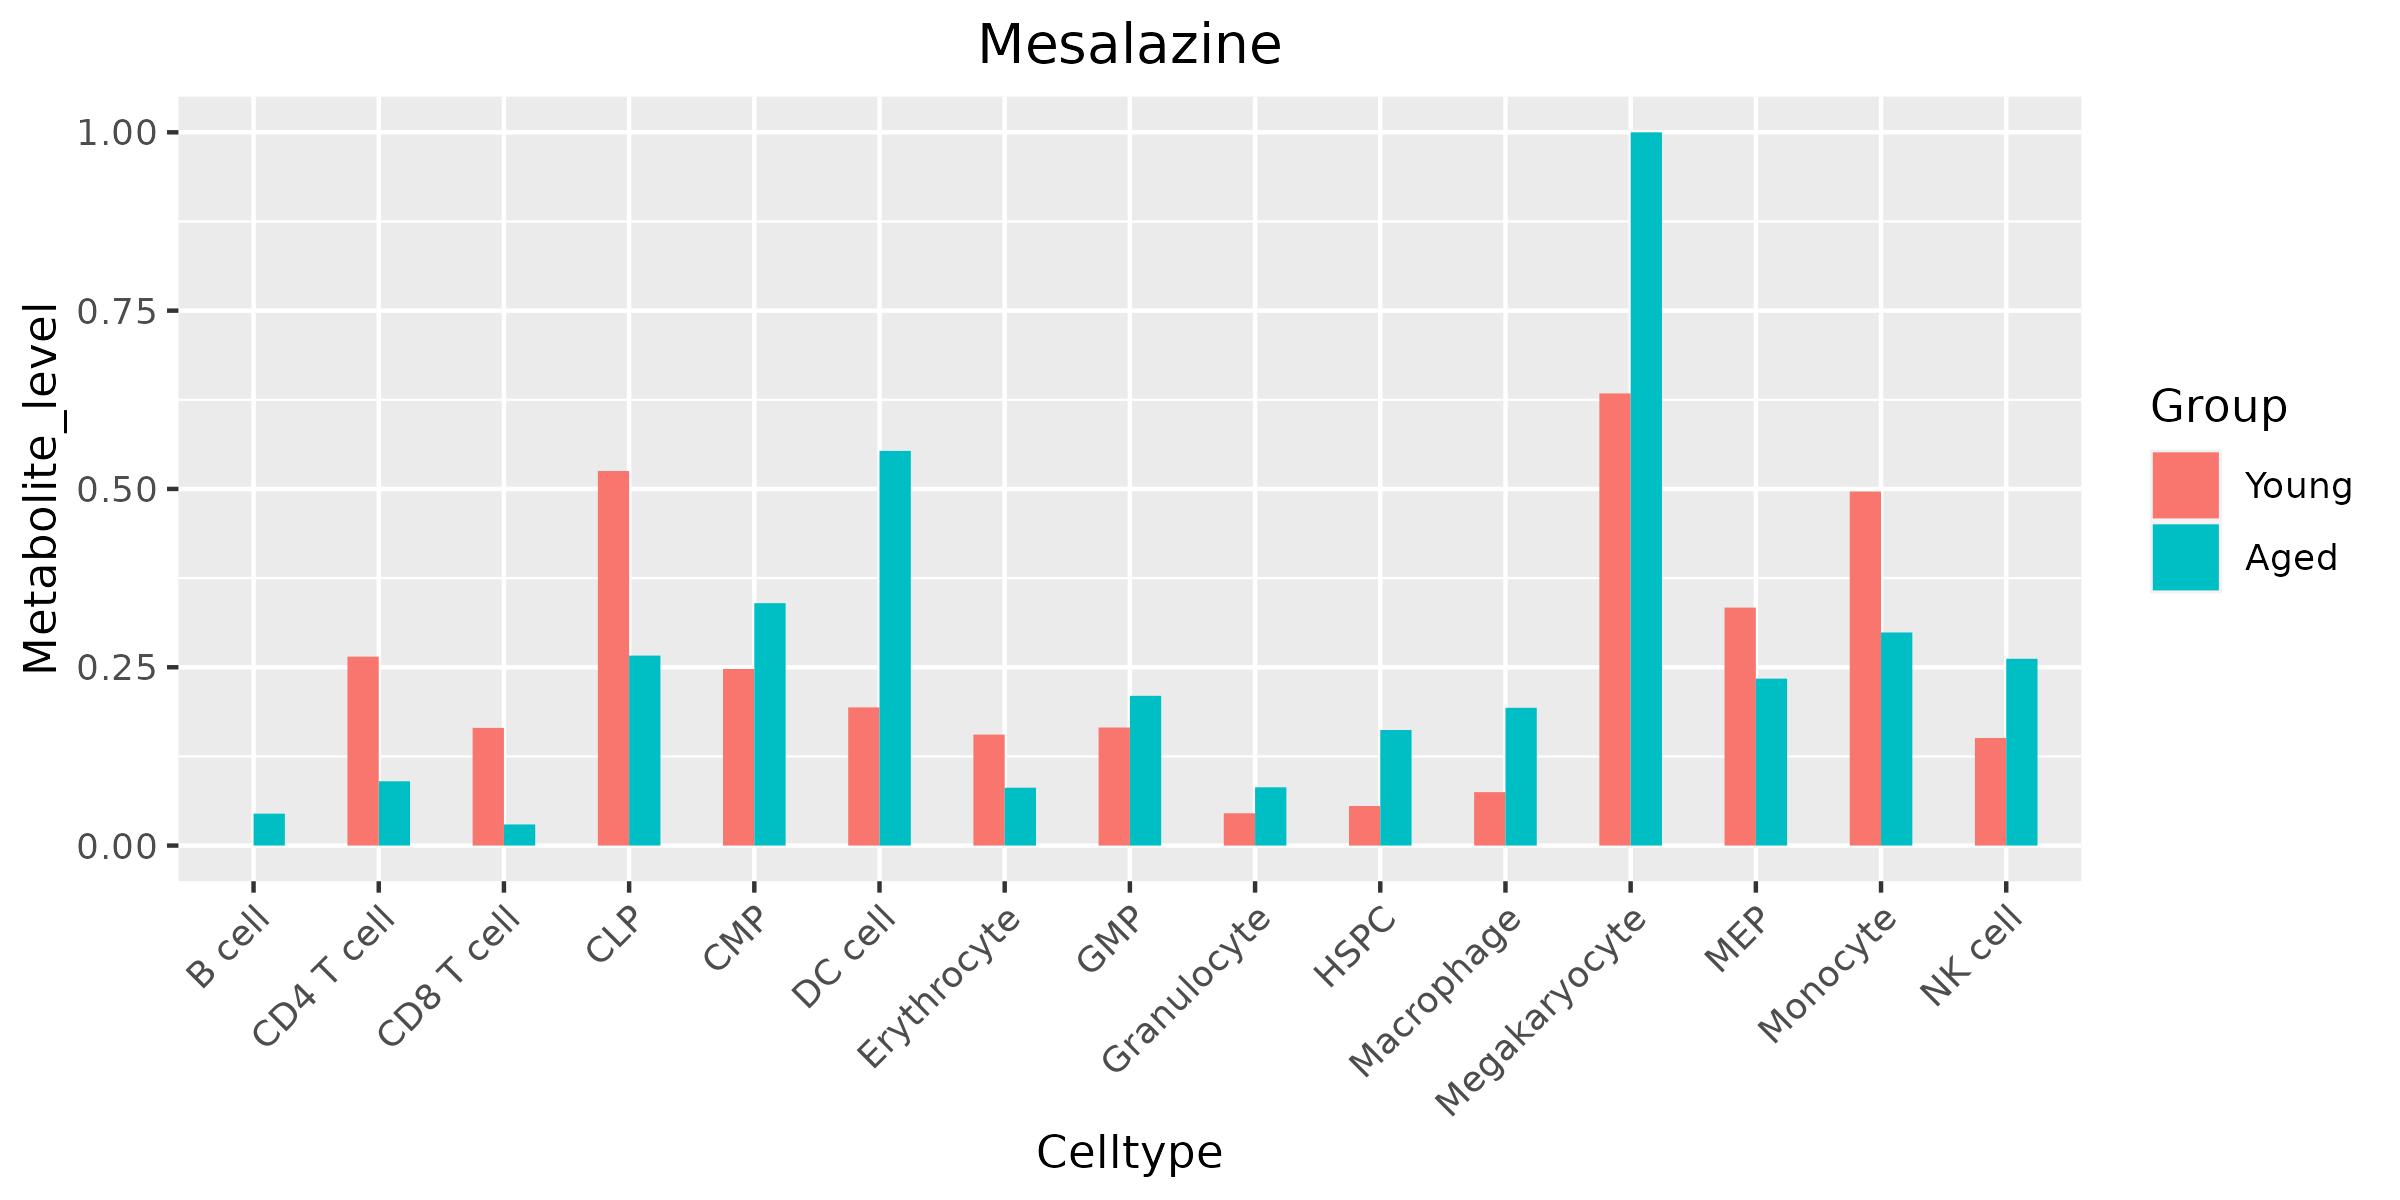 Mesalazine
Metabolite_level
1.00
0.75
0.50
0.25
0.00
B cell
CD4 T cell
CD8 T cell
CLP
CMP
DC cell
Erythrocyte
GMP
Granulocyte
HSPC
Macrophage
Megakaryocyte
MEP
Monocyte
NK cell
Celltype
Group
Young
Aged